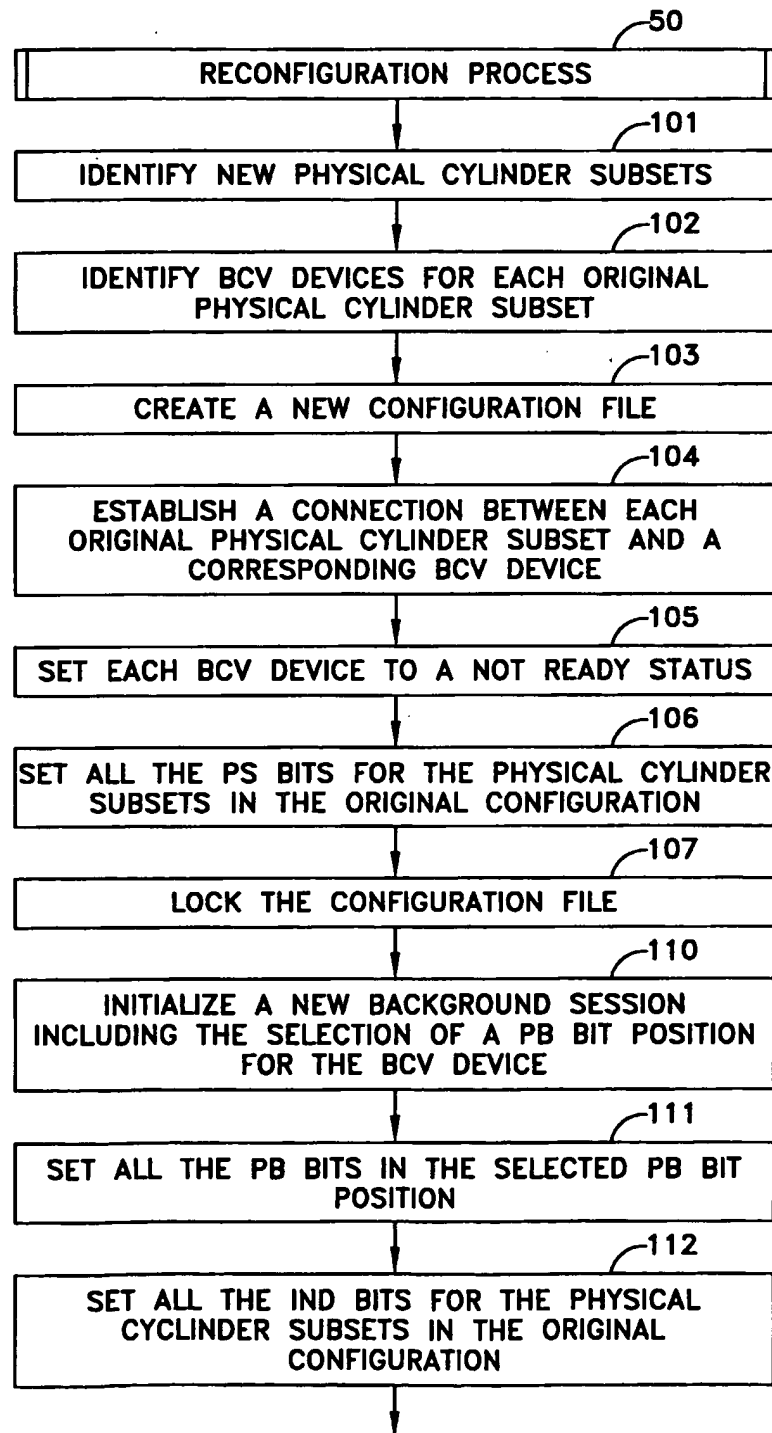 50
RECONFIGURATION PROCESS
101
IDENTIFY NEW PHYSICAL CYLINDER SUBSETS
102
IDENTIFY BCV DEVICES FOR EACH ORIGINAL
PHYSICAL CYLINDER SUBSET
103
CREATE A NEW CONFIGURATION FILE
104
ESTABLISH A CONNECTION BETWEEN EACH
ORIGINAL PHYSICAL CYLINDER SUBSET AND A
CORRESPONDING BCV DEVICE
105
SET EACH BCV DEVICE TO A NOT READY STATUS
106
SET ALL THE PS BITS FOR THE PHYSICAL CYLINDER
SUBSETS IN THE ORIGINAL CONFIGURATION
107
LOCK THE CONFIGURATION FILE
110
INITIALIZE A NEW BACKGROUND SESSION
INCLUDING THE SELECTION OF A PB BIT POSITION
FOR THE BCV DEVICE
111
SET ALL THE PB BITS IN THE SELECTED PB BIT
POSITION
112
SET ALL THE IND BITS FOR THE PHYSICAL
CYCLINDER SUBSETS IN THE ORIGINAL
CONFIGURATION